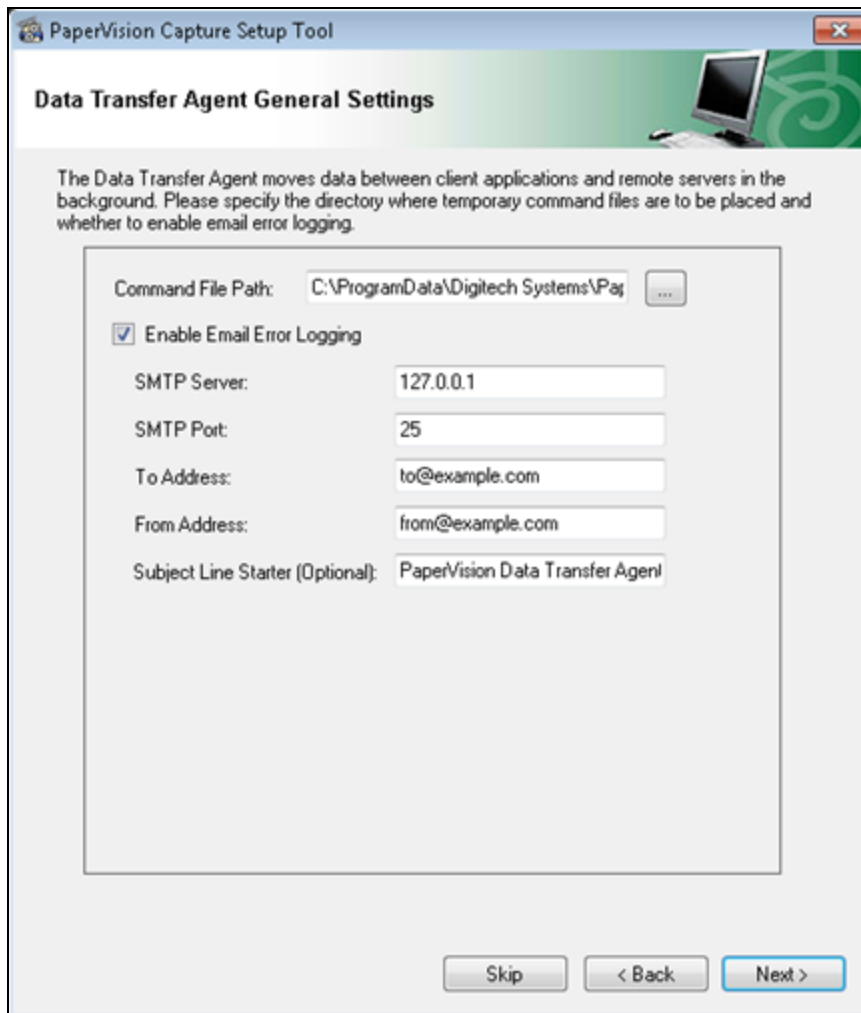 PaperVision Capture Setup Tool
Data Transfer Agent General Settings
The Data Transfer Agent moves data between client applications and remote servers in the
background. Please specify the directory where temporary command files are to be placed and
whether to enable email error logging.
Command File Path: C:\ProgramData\Digitech Systems\Pap ...
Enable Email Error Logging
SMTP Server: 127.0.0.1
SMTP Port: 25
To Address: to@example.com
From Address: from@example.com
Subject Line Starter (Optional): PaperVision Data Transfer Agent
Skip < Back Next >